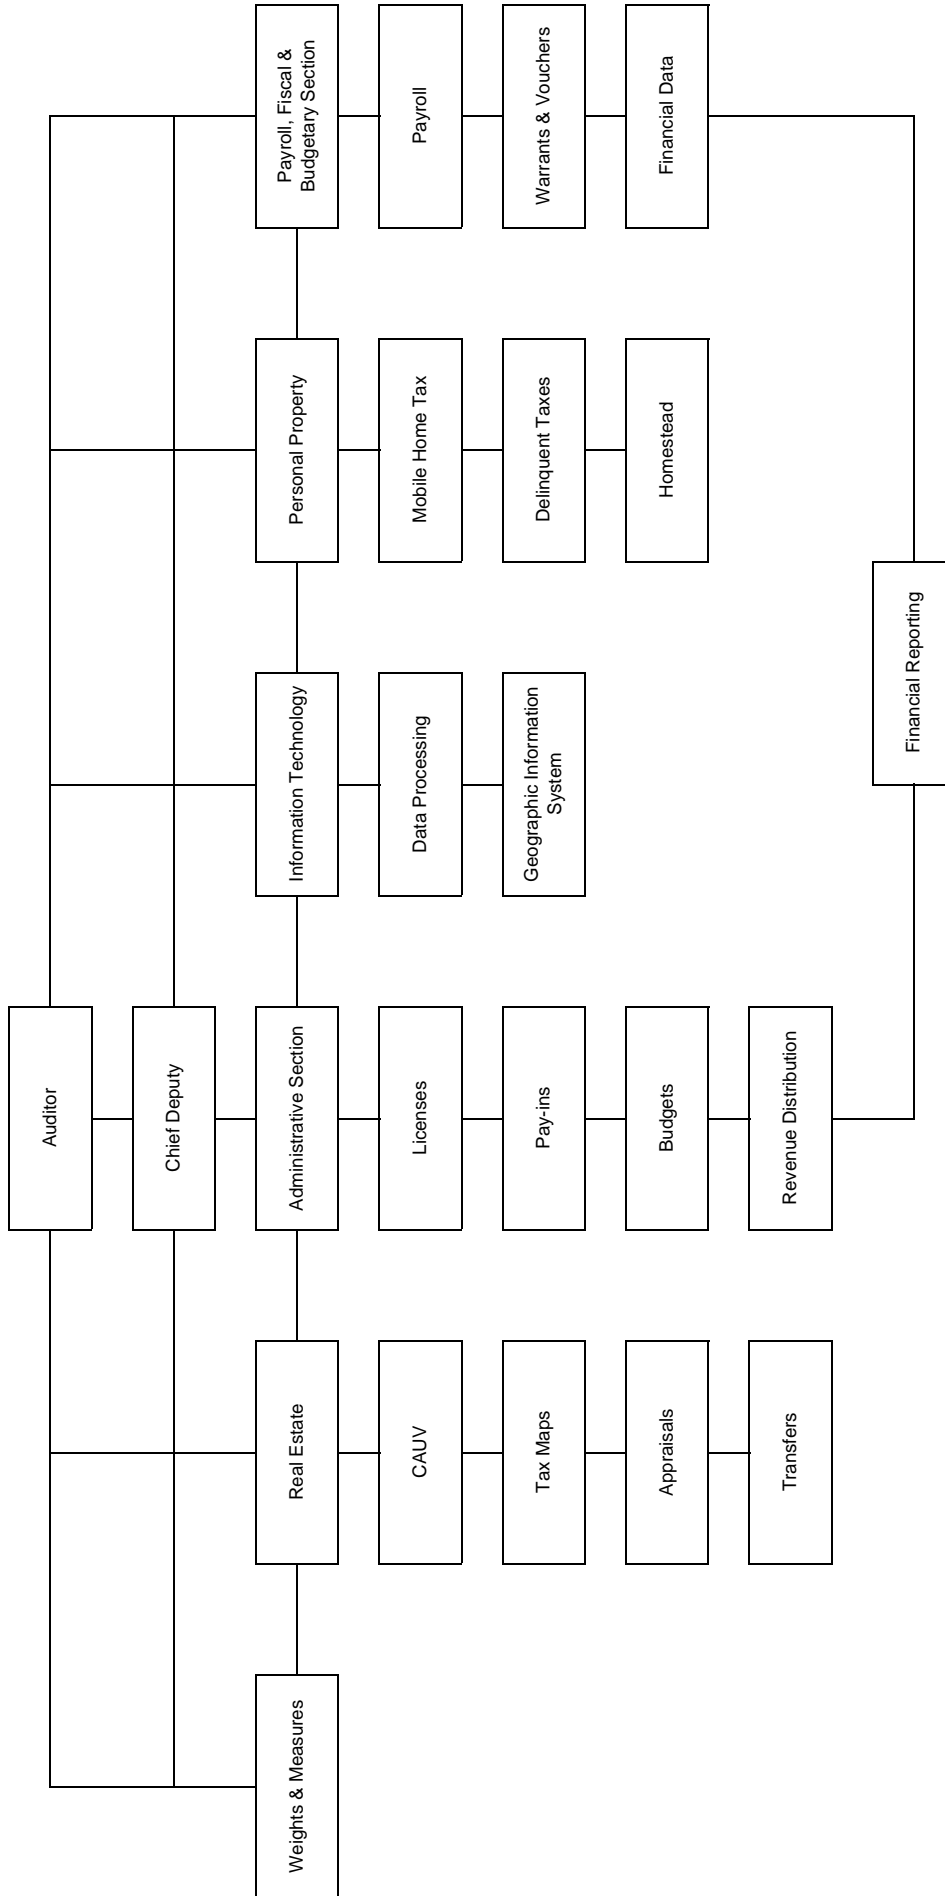 Auditor
Chief Deputy
Weights & Measures
Real Estate
Administrative Section
Information Technology
Personal Property
Payroll, Fiscal &
Budgetary Section
CAUV
Licenses
Data Processing
Mobile Home Tax
Payroll
Tax Maps
Pay-ins
Geographic Information
System
Delinquent Taxes
Warrants & Vouchers
Appraisals
Budgets
Homestead
Financial Data
Transfers
Revenue Distribution
Financial Reporting